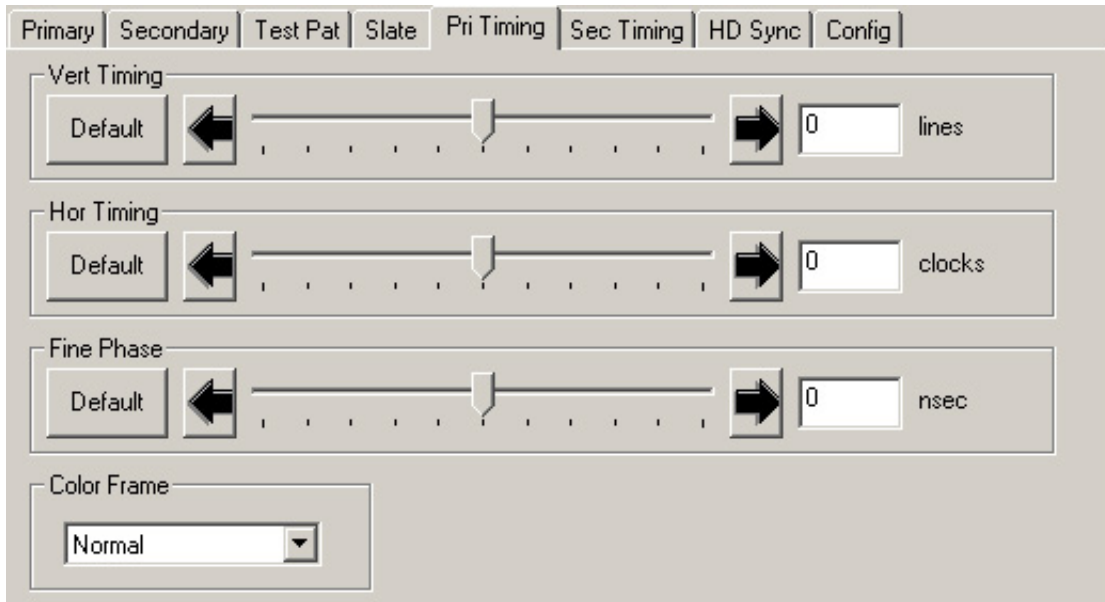 Primary Secondary Test Pat Slate Pri Timing Sec Timing HD Sync Config
Vert Timing
Default 0 lines
Hor Timing
Default 0 clocks
Fine Phase
Default 0 nsec
Color Frame
Normal